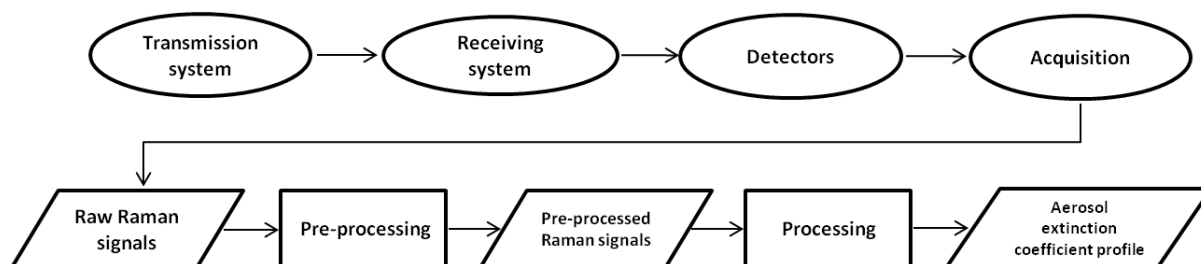 Transmission
system
Receiving
system
Detectors
Acquisition
Raw Raman
signals
Pre-processing
Pre-processed
Raman signals
Processing
Aerosol
extinction
coefficient profile